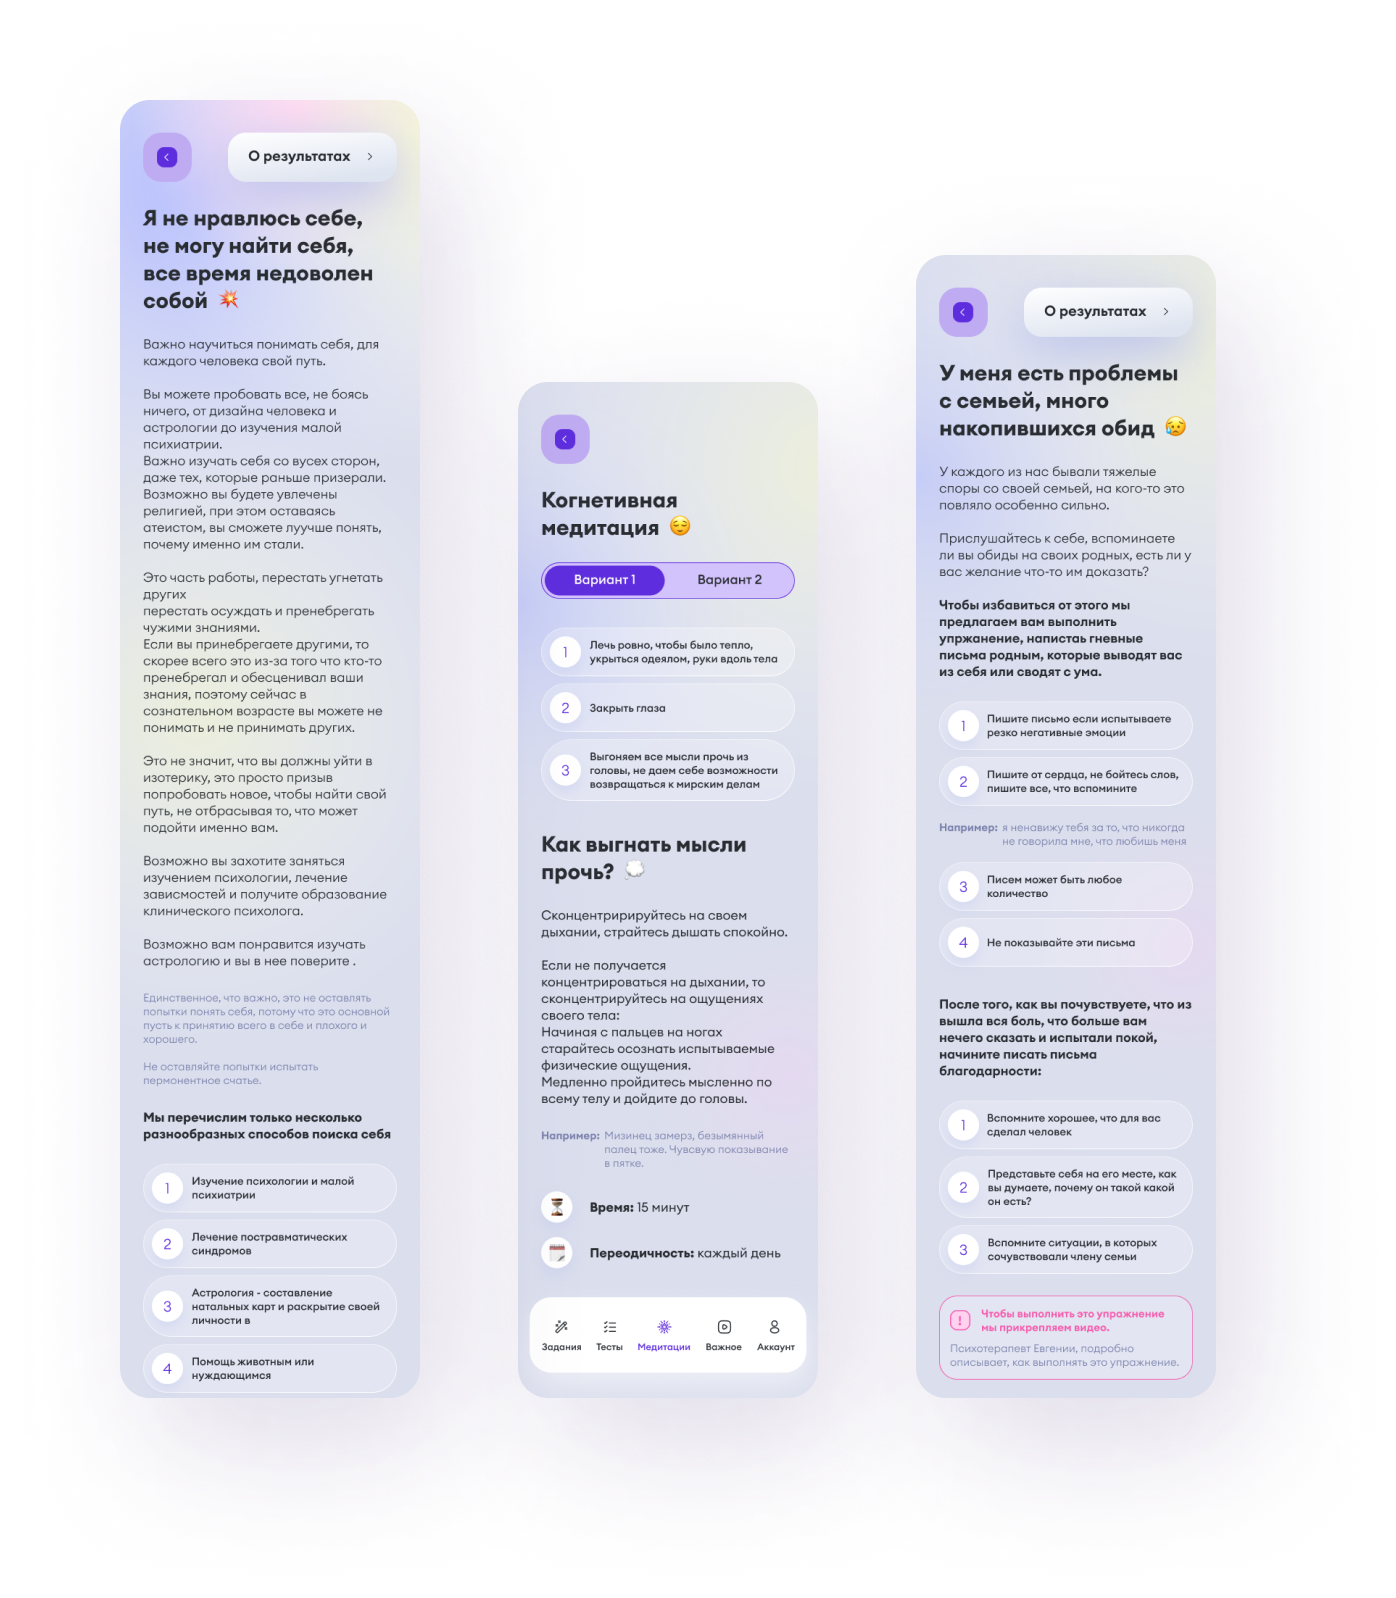 О результатах
Я не нравлюсь себе,
не могу найти себя,
все время недоволен
собой 💥
Важно научиться понимать себя, для
каждого человека свой путь.
Вы можете пробовать все, не боясь
ничего, от дизайна человека и
астрологии до изучения малой
психиатрии.
Важно изучать себя со вусех сторон,
даже тех, которые раньше призерали.
Возможно вы будете увлечены
религией, при этом оставаясь
атеистом, вы сможете луучше понять,
почему именно им стали.
Это часть работы, перестать угнетать
других
перестать осуждать и пренебрегать
чужими знаниями.
Если вы принебрегаете другими, то
скорее всего это из-за того что кто-то
пренебрегал и обесценивал ваши
знания, поэтому сейчас в
сознательном возрасте вы можете не
понимать и не принимать других.
Это не значит, что вы должны уйти в
изотерику, это просто призыв
попробовать новое, чтобы найти свой
путь, не отбрасывая то, что может
подойти именно вам.
Возможно вы захотите заняться
изучением психологии, лечение
зависмостей и получите образование
клинического психолога.
Возможно вам понравится изучать
астрологию и вы в нее поверите .
Единственное, что важно, это не оставлять
попытки понять себя, потому что это основной
пусть к принятию всего в себе и плохого и
хорошего.
Не оставляйте попытки испытать
пермонентное счатье.
Мы перечислим только несколько
разнообразных способов поиска себя
1 Изучение психологии и малой
психиатрии
2 Лечение постравматических
синдромов
3 Астрология - составление
натальных карт и раскрытие своей
личности в
4 Помощь животным или
нуждающимся
Когнетивная
медитация 😌
Вариант 1 Вариант 2
1 Лечь ровно, чтобы было тепло,
укрыться одеялом, руки вдоль тела
2 Закрыть глаза
3 Выгоняем все мысли прочь из
головы, не даем себе возможности
возвращаться к мирским делам
Как выгнать мысли
прочь? 💭
Сконцентририруйтесь на своем
дыхании, страйтесь дышать спокойно.
Если не получается
концентрироваться на дыхании, то
сконцентрируйтесь на ощущениях
своего тела:
Начиная с пальцев на ногах
старайтесь осознать испытываемые
физические ощущения.
Медленно пройдитесь мысленно по
всему телу и дойдите до головы.
Например: Мизинец замерз, безымянный
палец тоже. Чувсвую показывание
в пятке.
Время: 15 минут
Переодичность: каждый день
Задания Тесты Медитации Важное Аккаунт
О результатах
У меня есть проблемы
с семьей, много
накопившихся обид 😥
У каждого из нас бывали тяжелые
споры со своей семьей, на кого-то это
повляло особенно сильно.
Прислушайтесь к себе, вспоминаете
ли вы обиды на своих родных, есть ли у
вас желание что-то им доказать?
Чтобы избавиться от этого мы
предлагаем вам выполнить
упржанение, напистаь гневные
письма родным, которые выводят вас
из себя или сводят с ума.
1 Пишите письмо если испытываете
резко негативные эмоции
2 Пишите от сердца, не бойтесь слов,
пишите все, что вспомните
Например: я ненавижу тебя за то, что никогда
не говорила мне, что любишь меня
3 Писем может быть любое
количество
4 Не показывайте эти письма
После того, как вы почувствуете, что из
вышла вся боль, что больше вам
нечего сказать и испытали покой,
начините писать письма
благодарности:
1 Вспомните хорошее, что для вас
сделал человек
2 Представьте себя на его месте, как
вы думаете, почему он такой какой
он есть?
3 Вспомните ситуации, в которых
сочувствовали члену семьи
Чтобы выполнить это упражнение
мы прикрепляем видео.
Психотерапевт Евгении, подробно
описывает, как выполнять это упражнение.